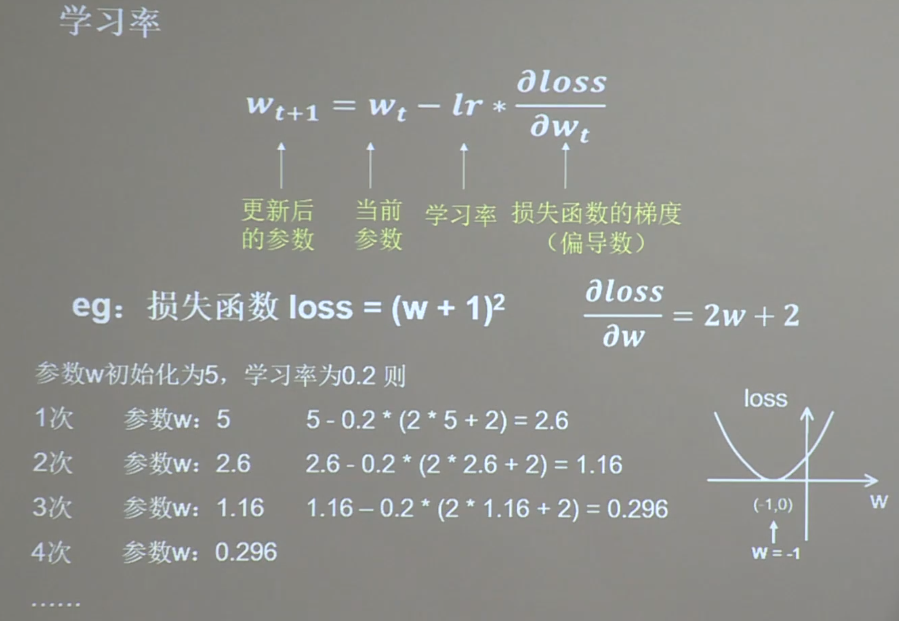 学习率
w_{t+1} = w_t − lr * ∂loss/∂w_t
更新后的参数
当前参数
学习率
损失函数的梯度（偏导数）
eg：损失函数 loss = (w + 1)²
∂loss/∂w = 2w + 2
参数w初始化为5，学习率为0.2 则
1次 参数w：5 5 - 0.2 * (2 * 5 + 2) = 2.6
2次 参数w：2.6 2.6 - 0.2 * (2 * 2.6 + 2) = 1.16
3次 参数w：1.16 1.16 – 0.2 * (2 * 1.16 + 2) = 0.296
4次 参数w：0.296
……
loss
w
(-1,0)
W = -1